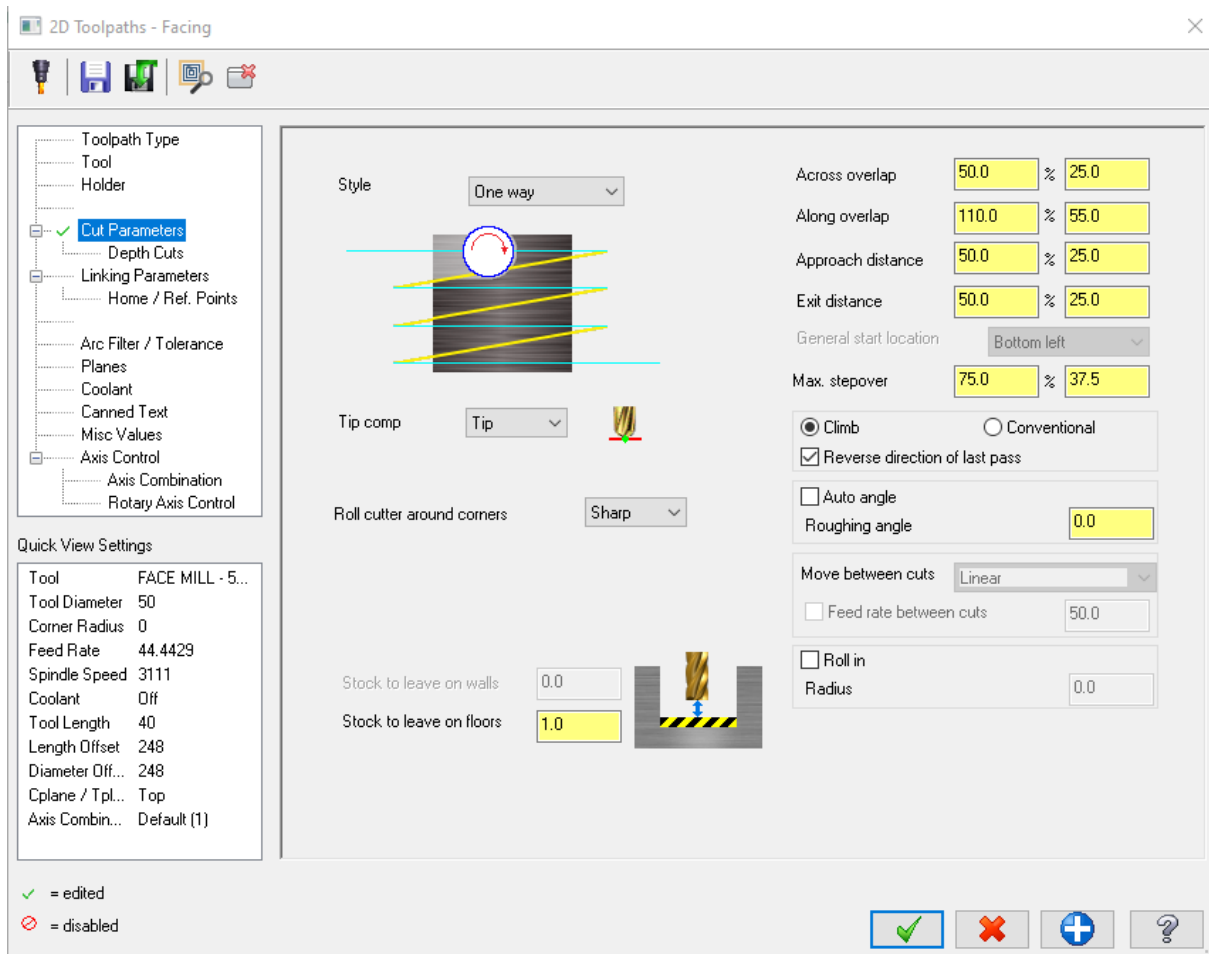 2D Toolpaths - Facing
Toolpath Type
Tool
Holder
Cut Parameters
Depth Cuts
Linking Parameters
Home / Ref. Points
Arc Filter / Tolerance
Planes
Coolant
Canned Text
Misc Values
Axis Control
Axis Combination
Rotary Axis Control
Quick View Settings
Tool FACE MILL - 5...
Tool Diameter 50
Corner Radius 0
Feed Rate 44.4429
Spindle Speed 3111
Coolant Off
Tool Length 40
Length Offset 248
Diameter Off... 248
Cplane / Tpl... Top
Axis Combin... Default (1)
✓ = edited
= disabled
Style One way
Tip comp Tip
Roll cutter around corners Sharp
Stock to leave on walls 0.0
Stock to leave on floors 1.0
Across overlap 50.0 % 25.0
Along overlap 110.0 % 55.0
Approach distance 50.0 % 25.0
Exit distance 50.0 % 25.0
General start location Bottom left
Max. stepover 75.0 % 37.5
Climb Conventional
Reverse direction of last pass
Auto angle
Roughing angle 0.0
Move between cuts Linear
Feed rate between cuts 50.0
Roll in
Radius 0.0